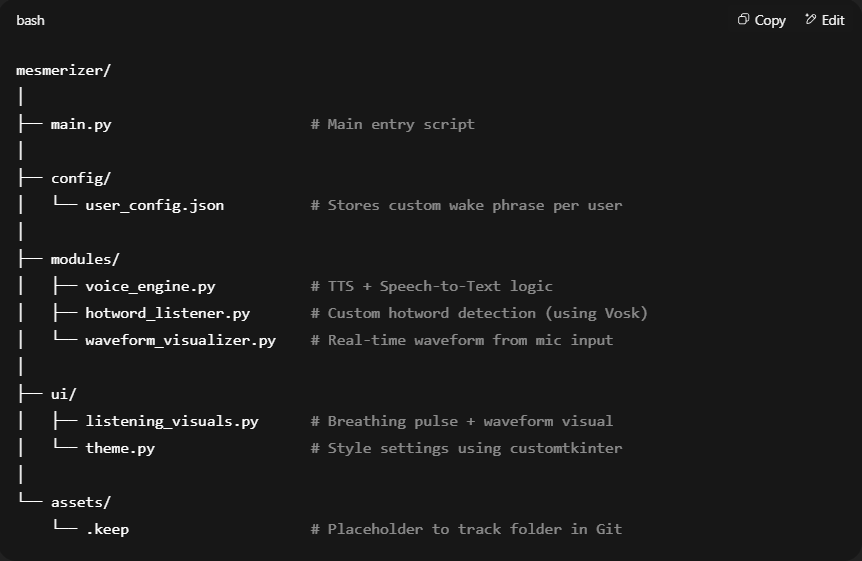 bash
Copy Edit
mesmerizer/
│
├── main.py                       # Main entry script
│
├── config/
│   └── user_config.json          # Stores custom wake phrase per user
│
├── modules/
│   ├── voice_engine.py           # TTS + Speech-to-Text logic
│   ├── hotword_listener.py       # Custom hotword detection (using Vosk)
│   └── waveform_visualizer.py    # Real-time waveform from mic input
│
├── ui/
│   ├── listening_visuals.py      # Breathing pulse + waveform visual
│   └── theme.py                  # Style settings using customtkinter
│
└── assets/
    └── .keep                     # Placeholder to track folder in Git